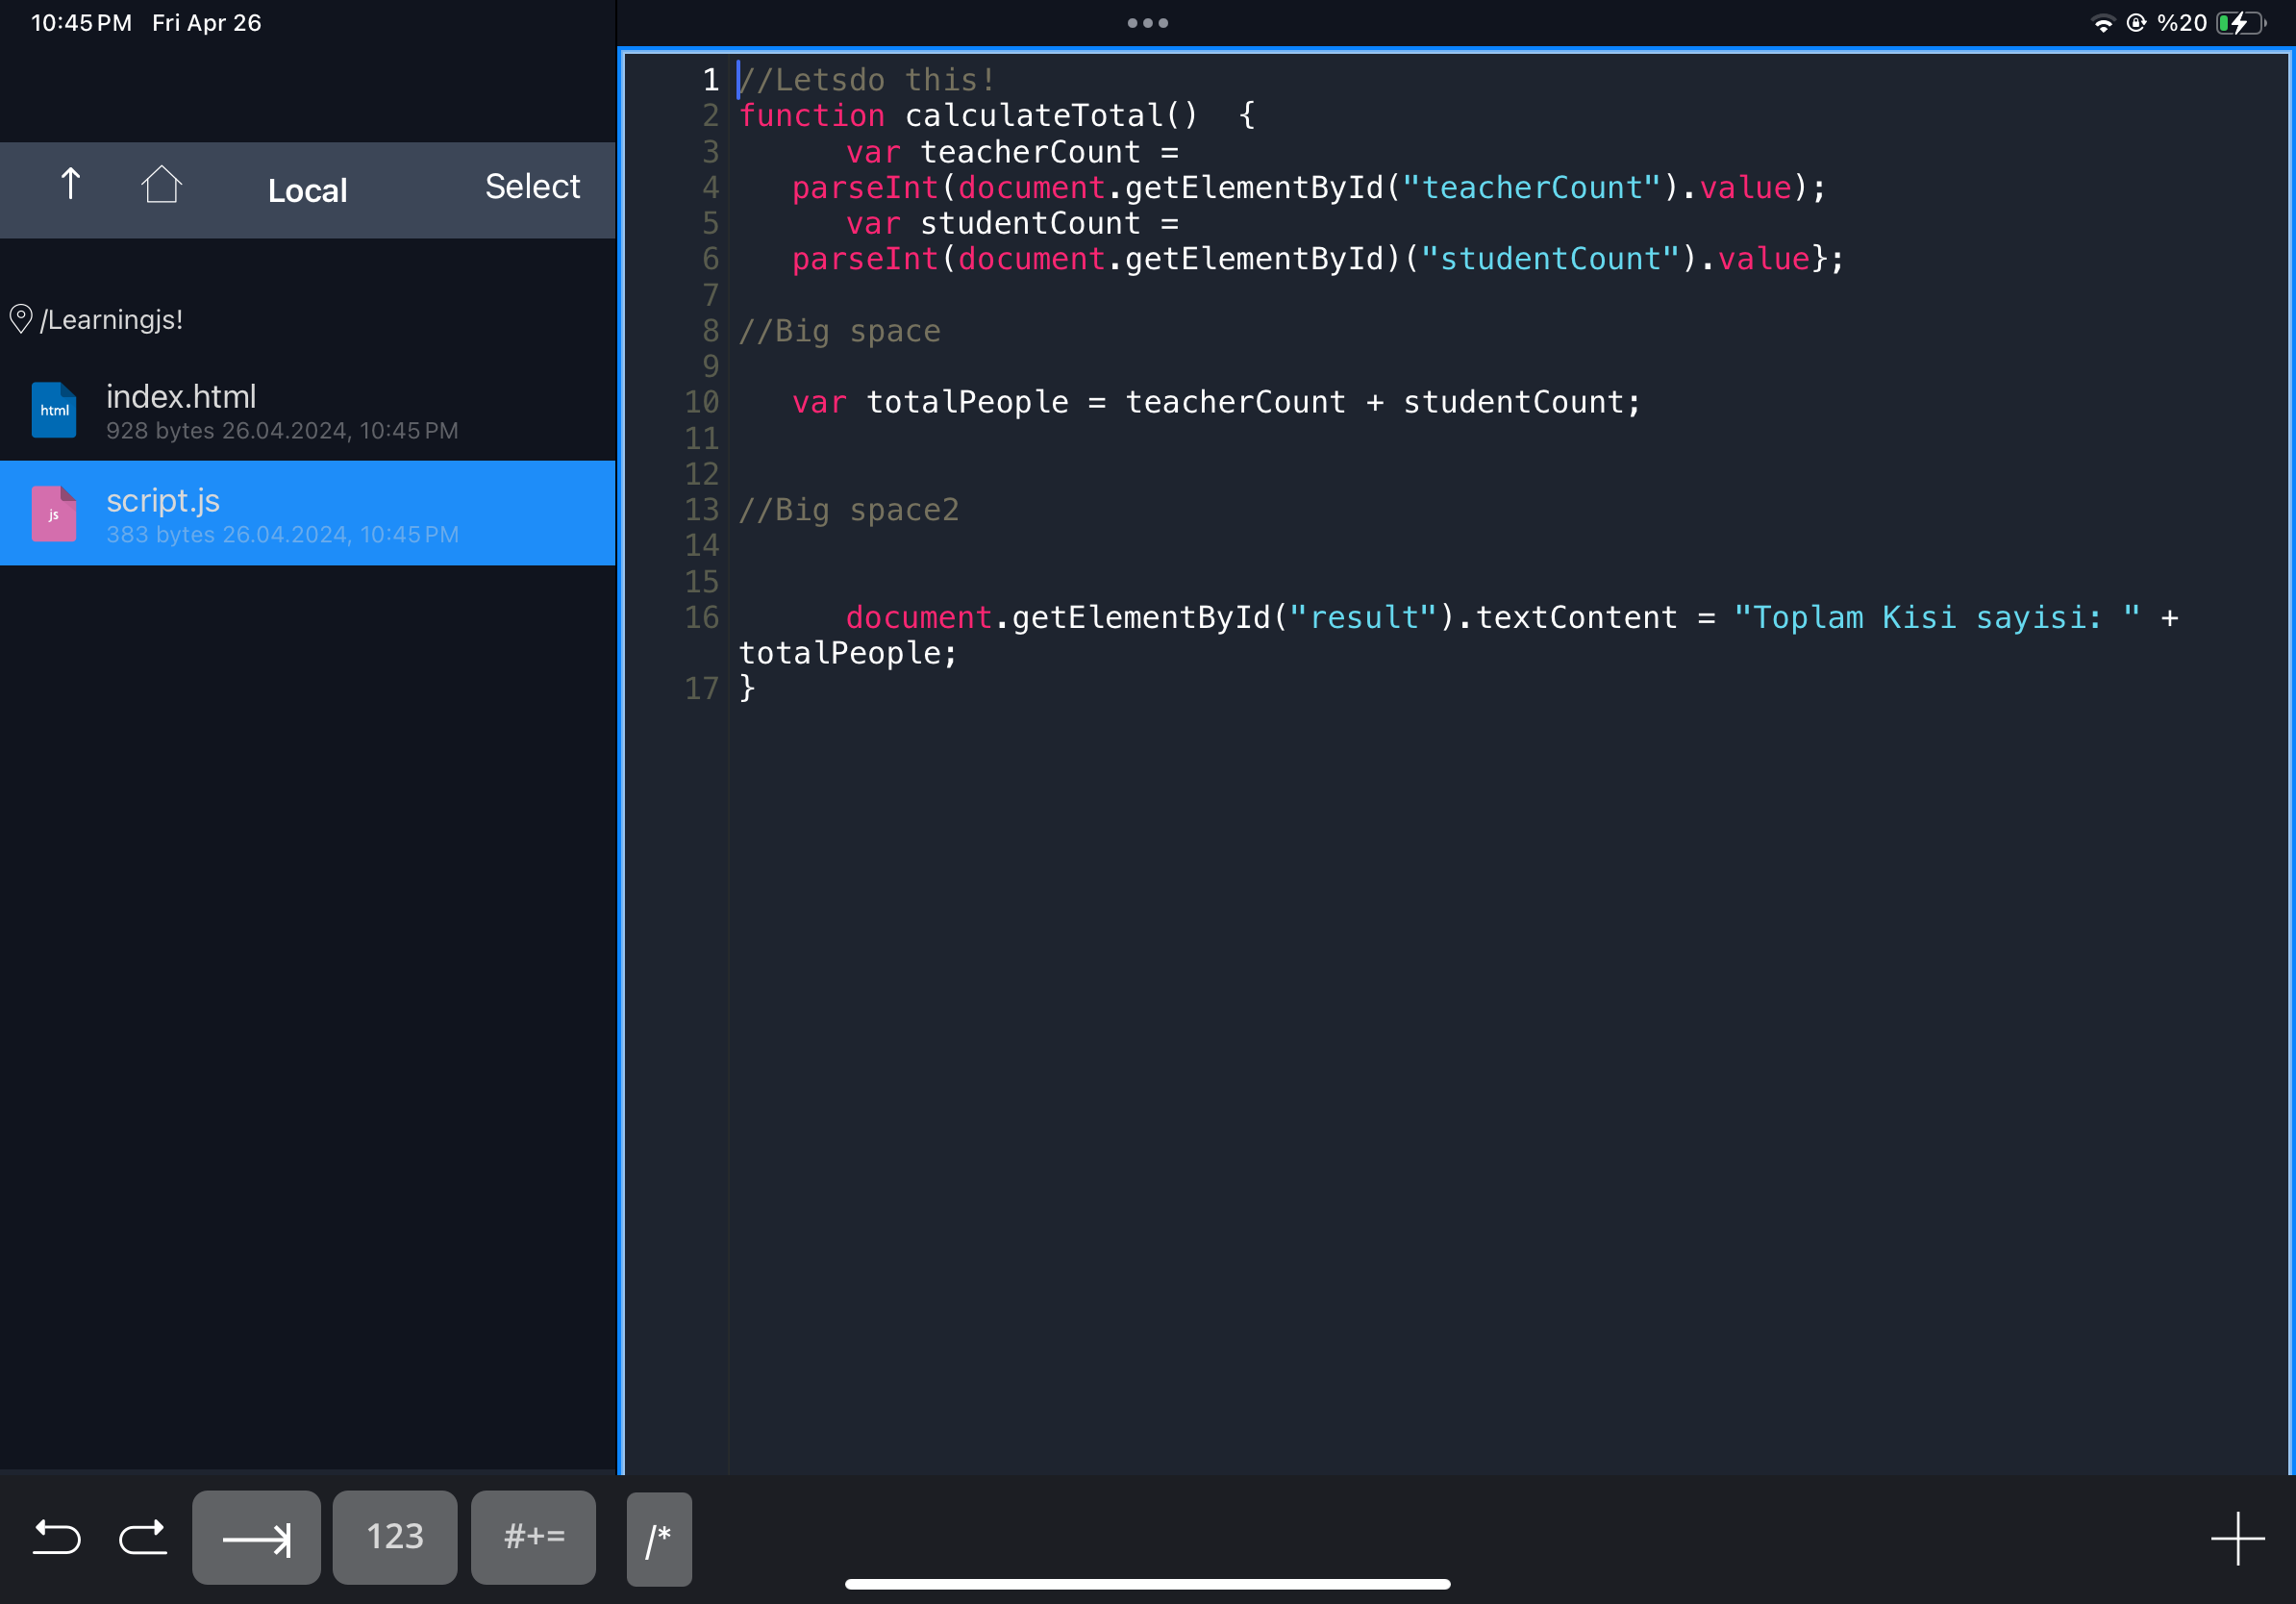 10:45 PM Fri Apr 26
%20
↑ Local Select
/Learningjs!
html
index.html
928 bytes 26.04.2024, 10:45 PM
js
script.js
383 bytes 26.04.2024, 10:45 PM
1 //Letsdo this!
2 function calculateTotal()  {
3 var teacherCount =
4 parseInt(document.getElementById("teacherCount").value);
5 var studentCount =
6 parseInt(document.getElementById)("studentCount").value};
7
8 //Big space
9
10 var totalPeople = teacherCount + studentCount;
11
12
13 //Big space2
14
15
16 document.getElementById("result").textContent = "Toplam Kisi sayisi: " +
totalPeople;
17 }
123 #+= /*